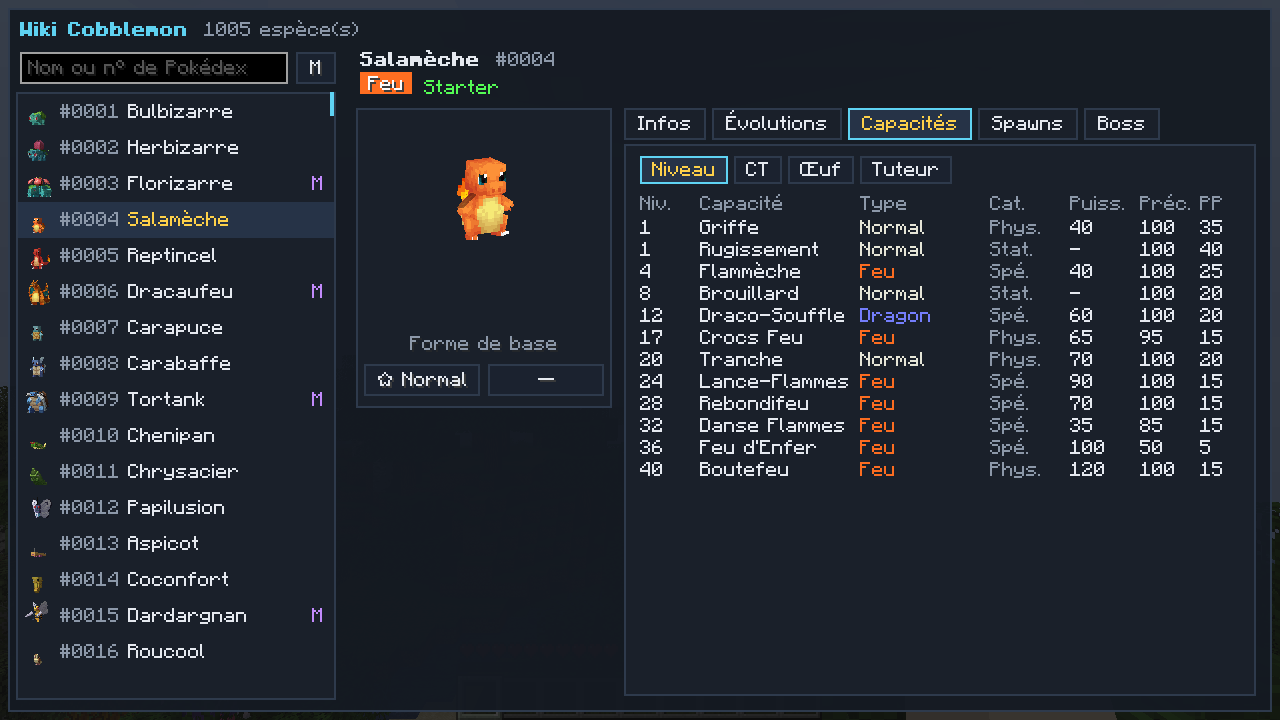 Wiki Cobblemon 1005 espèce(s)
Nom ou n° de Pokédex M
#0001 Bulbizarre
#0002 Herbizarre
#0003 Florizarre M
#0004 Salamèche
#0005 Reptincel
#0006 Dracaufeu M
#0007 Carapuce
#0008 Carabaffe
#0009 Tortank M
#0010 Chenipan
#0011 Chrysacier
#0012 Papilusion
#0013 Aspicot
#0014 Coconfort
#0015 Dardargnan M
#0016 Roucool
Salamèche #0004
Feu Starter
Forme de base
☆ Normal —
Infos Évolutions Capacités Spawns Boss
Niveau CT Œuf Tuteur
Niv. Capacité Type Cat. Puiss. Préc. PP
1 Griffe Normal Phys. 40 100 35
1 Rugissement Normal Stat. – 100 40
4 Flammèche Feu Spé. 40 100 25
8 Brouillard Normal Stat. – 100 20
12 Draco-Souffle Dragon Spé. 60 100 20
17 Crocs Feu Feu Phys. 65 95 15
20 Tranche Normal Phys. 70 100 20
24 Lance-Flammes Feu Spé. 90 100 15
28 Rebondifeu Feu Spé. 70 100 15
32 Danse Flammes Feu Spé. 35 85 15
36 Feu d'Enfer Feu Spé. 100 50 5
40 Boutefeu Feu Phys. 120 100 15